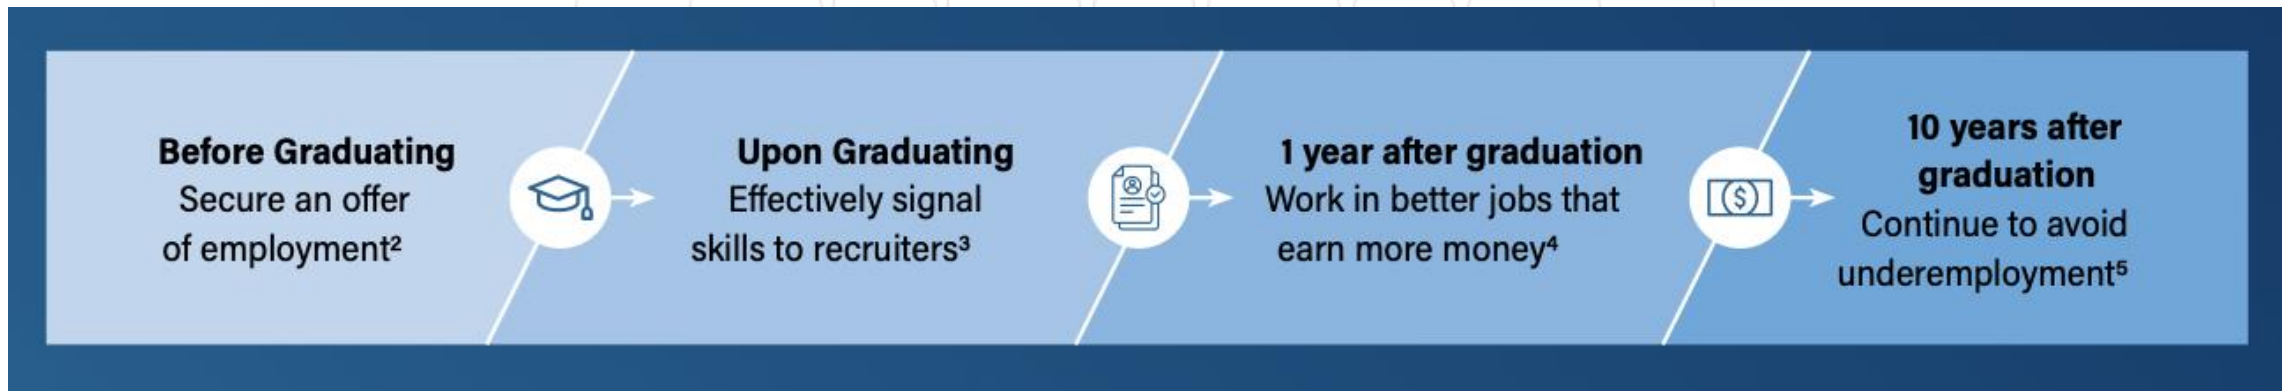 Before Graduating
Secure an offer
of employment²
Upon Graduating
Effectively signal
skills to recruiters³
1 year after graduation
Work in better jobs that
earn more money⁴
$
10 years after
graduation
Continue to avoid
underemployment⁵